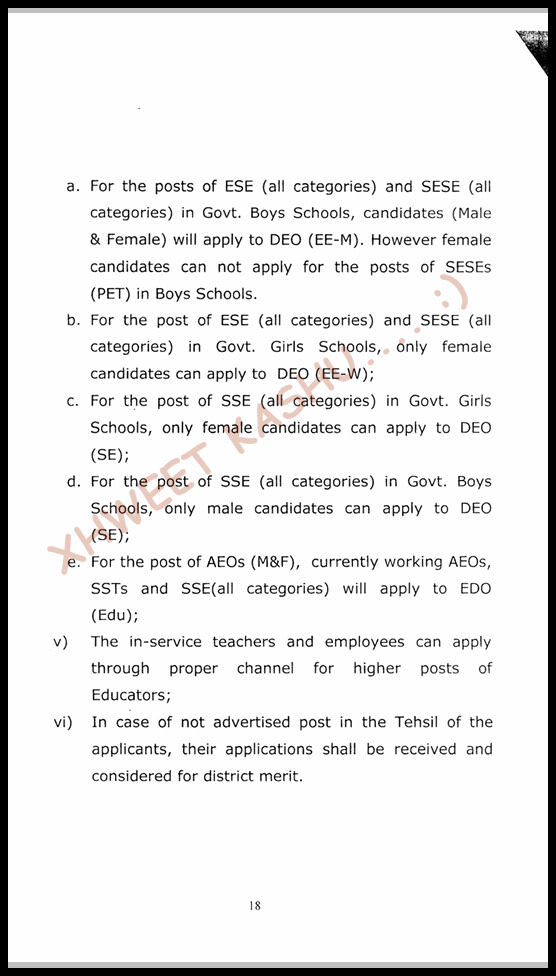 a. For the posts of ESE (all categories) and SESE (all
categories) in Govt. Boys Schools, candidates (Male
& Female) will apply to DEO (EE-M). However female
candidates can not apply for the posts of SESEs
(PET) in Boys Schools.
b. For the post of ESE (all categories) and SESE (all
categories) in Govt. Girls Schools, only female
candidates can apply to DEO (EE-W);
c. For the post of SSE (all categories) in Govt. Girls
Schools, only female candidates can apply to DEO
(SE);
d. For the post of SSE (all categories) in Govt. Boys
Schools, only male candidates can apply to DEO
(SE);
e. For the post of AEOs (M&F), currently working AEOs,
SSTs and SSE(all categories) will apply to EDO
(Edu);
v) The in-service teachers and employees can apply
through proper channel for higher posts of
Educators;
vi) In case of not advertised post in the Tehsil of the
applicants, their applications shall be received and
considered for district merit.
XHWEET KASHU..... :)
18